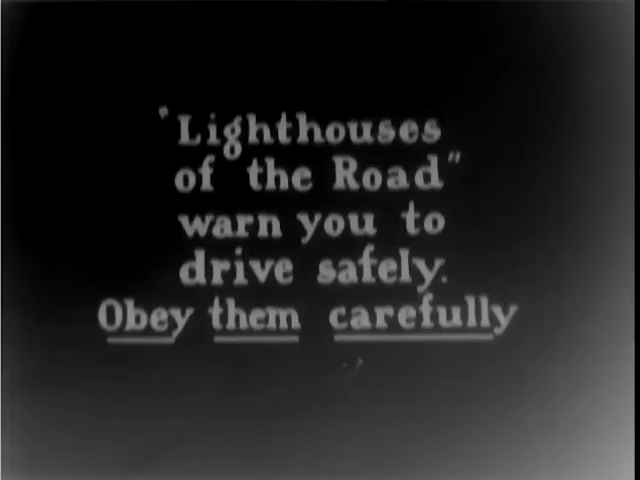 "Lighthouses
of the Road"
warn you to
drive safely.
Obey them carefully